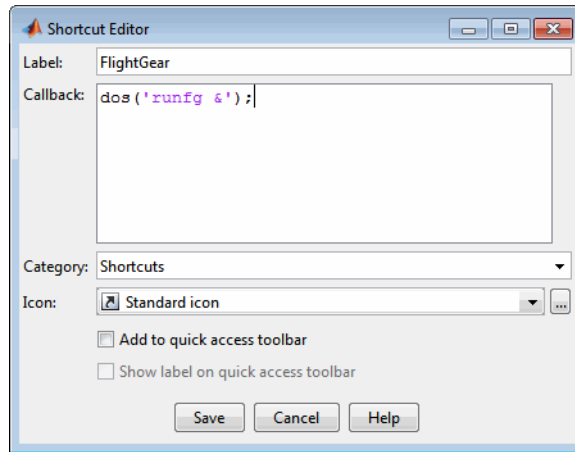 Shortcut Editor
Label: FlightGear
Callback: dos('runfg &');
Category: Shortcuts
Icon: Standard icon ...
Add to quick access toolbar
Show label on quick access toolbar
Save Cancel Help